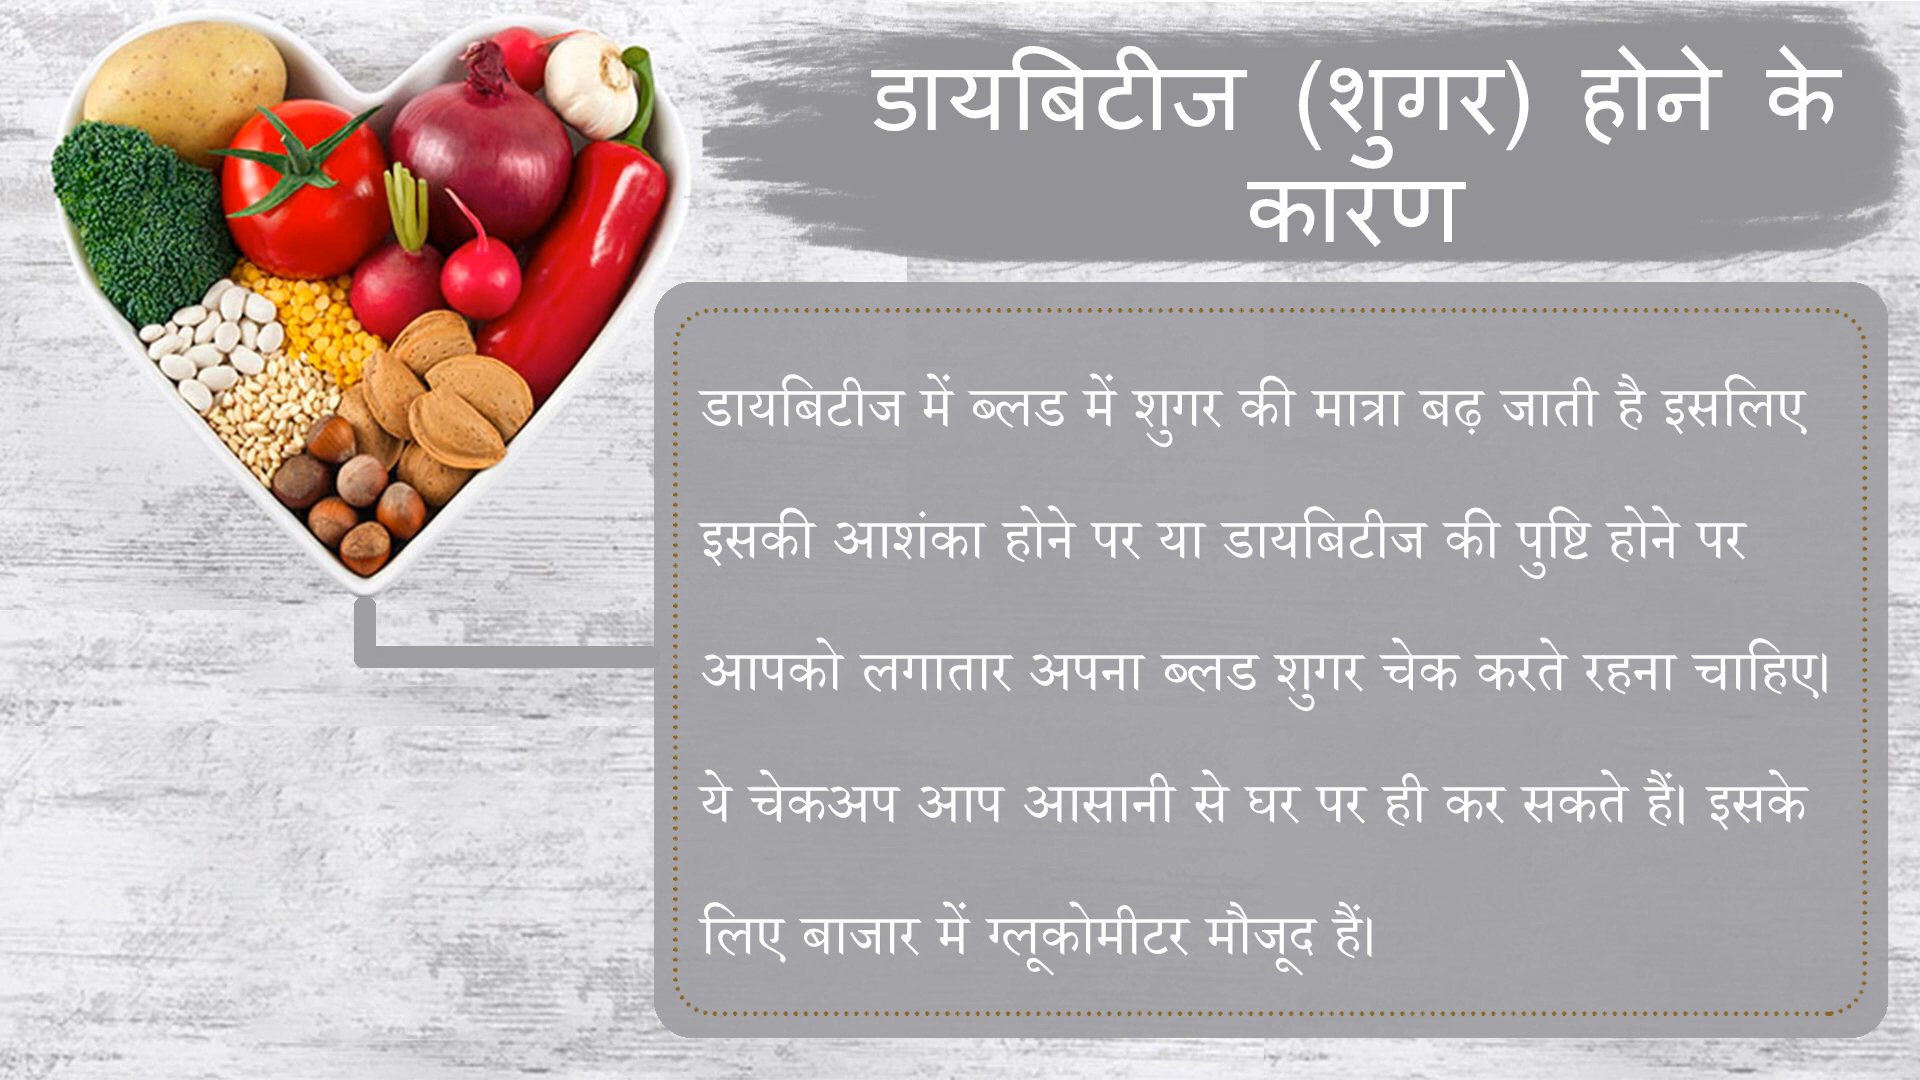 डायबिटीज (शुगर) होने के
कारण
डायबिटीज में ब्लड में शुगर की मात्रा बढ़ जाती है इसलिए
इसकी आशंका होने पर या डायबिटीज की पुष्टि होने पर
आपको लगातार अपना ब्लड शुगर चेक करते रहना चाहिए।
ये चेकअप आप आसानी से घर पर ही कर सकते हैं। इसके
लिए बाजार में ग्लूकोमीटर मौजूद हैं।